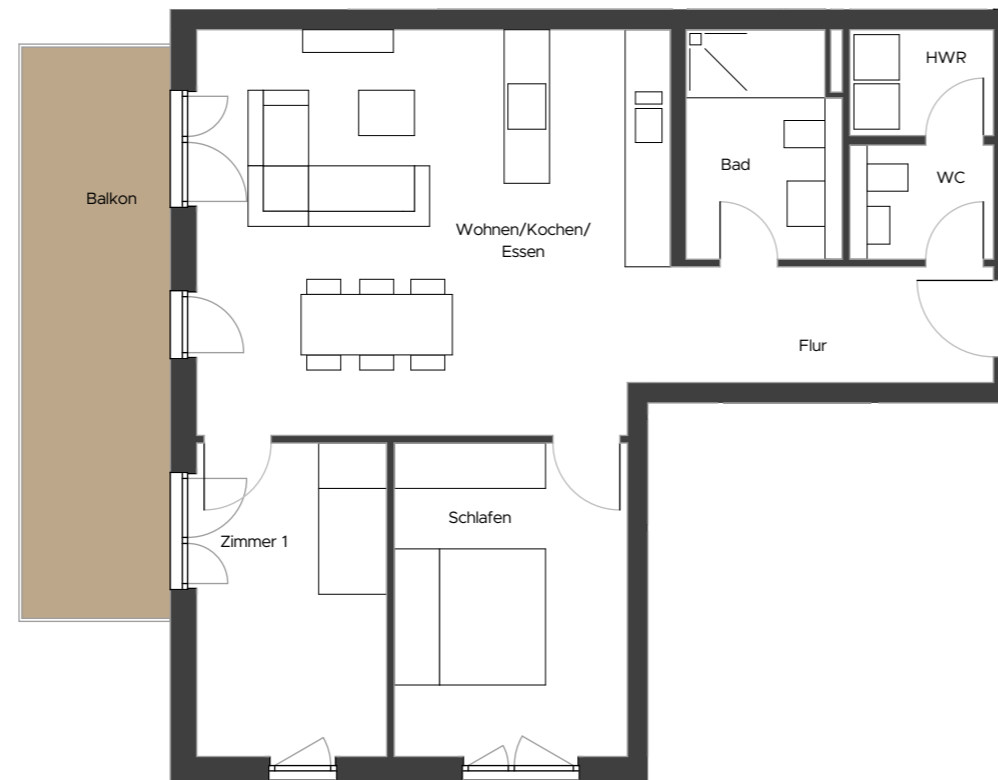 HWR
Bad
WC
Balkon
Wohnen/Kochen/
Essen
Flur
Schlafen
Zimmer 1